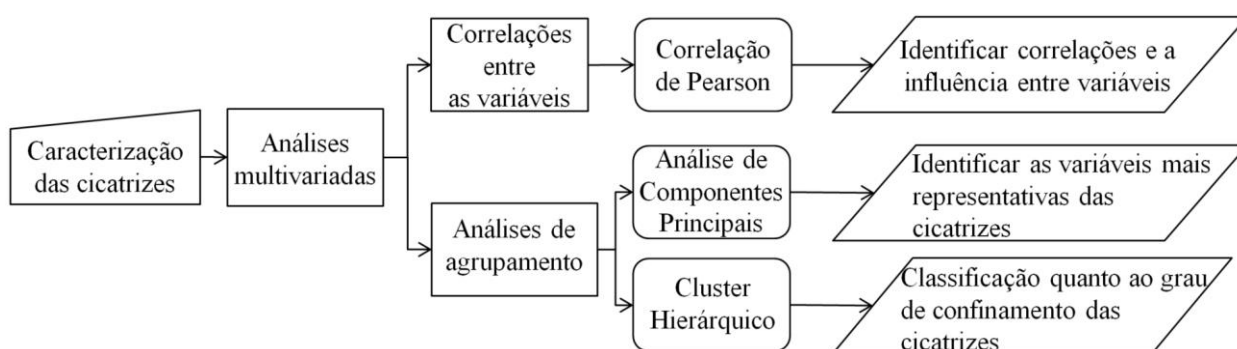 Caracterização
das cicatrizes
Análises
multivariadas
Correlações
entre
as variáveis
Correlação
de Pearson
Identificar correlações e a
influência entre variáveis
Análises de
agrupamento
Análise de
Componentes
Principais
Identificar as variáveis mais
representativas das
cicatrizes
Cluster
Hierárquico
Classificação quanto ao grau
de confinamento das
cicatrizes